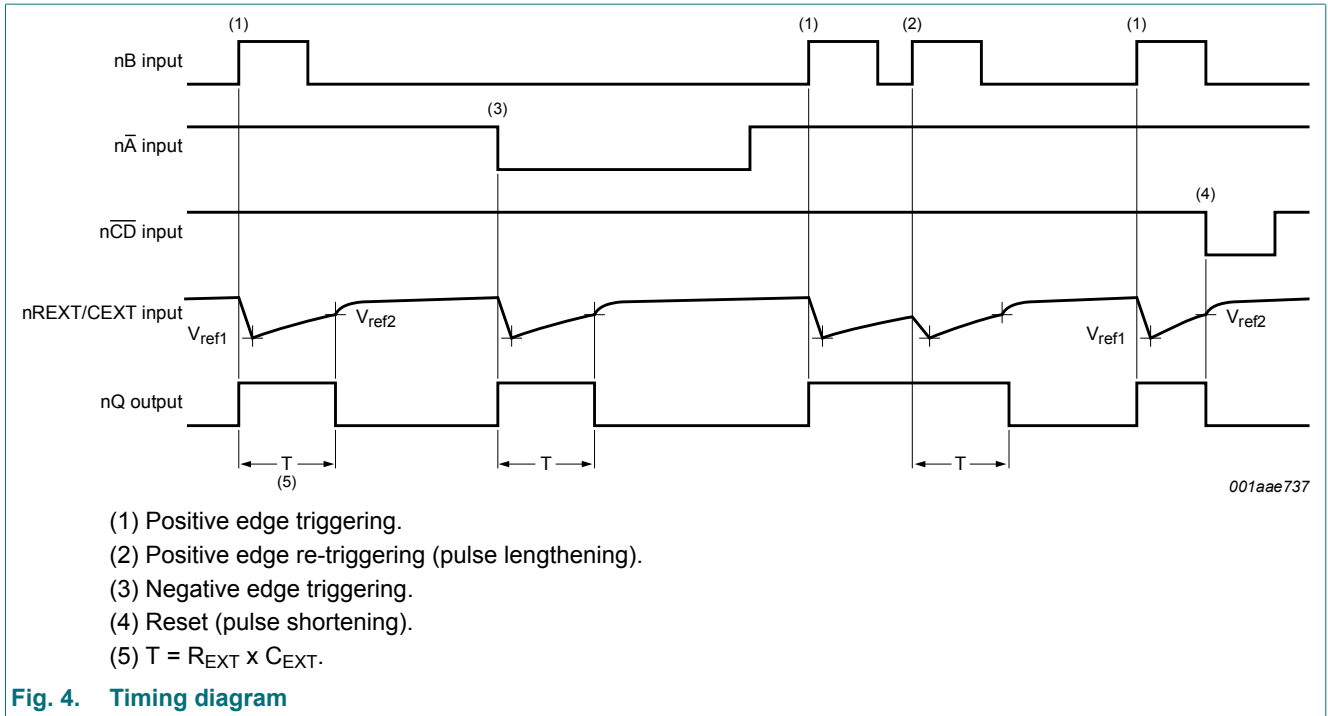 (1) (1) (2) (1)
nB input
(3)
nA̅ input
(4)
nC̅D̅ input
nREXT/CEXT input
Vref1 Vref2 Vref1 Vref2
nQ output
T T T
(5)
001aae737
(1) Positive edge triggering.
(2) Positive edge re-triggering (pulse lengthening).
(3) Negative edge triggering.
(4) Reset (pulse shortening).
(5) T = REXT x CEXT.
Fig. 4. Timing diagram